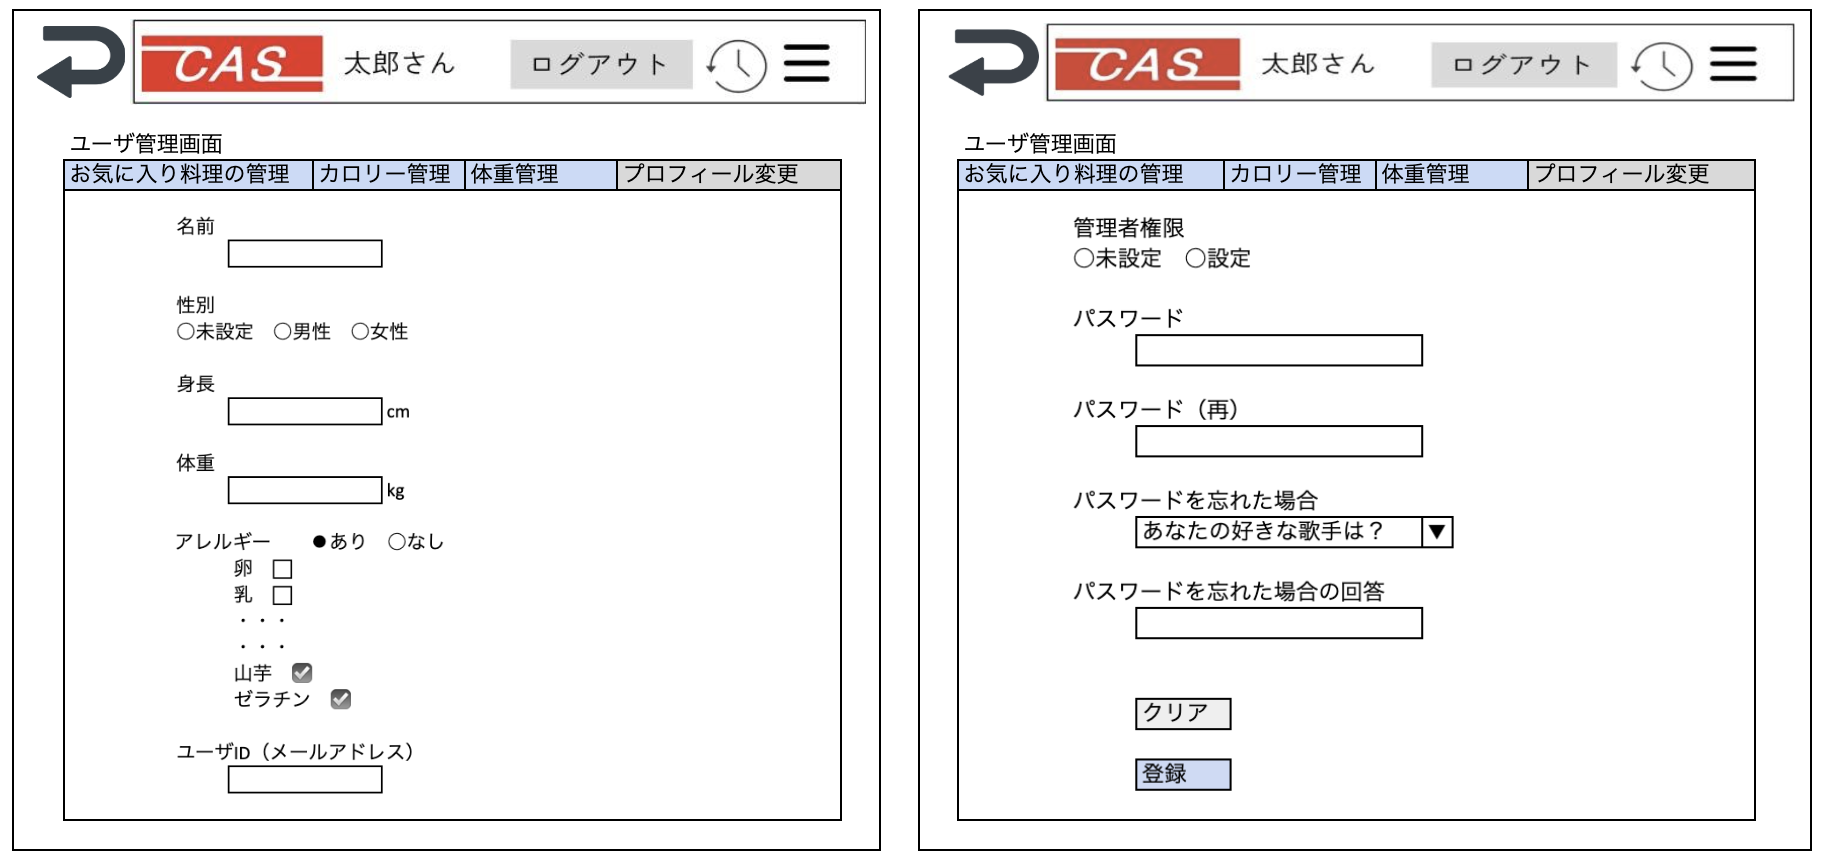 CAS 太郎さん ログアウト
ユーザ管理画面
お気に入り料理の管理 カロリー管理 体重管理 プロフィール変更
名前
性別
○未設定 ○男性 ○女性
身長
cm
体重
kg
アレルギー ●あり ○なし
卵
乳
・・・
・・・
山芋
ゼラチン
ユーザID（メールアドレス）
CAS 太郎さん ログアウト
ユーザ管理画面
お気に入り料理の管理 カロリー管理 体重管理 プロフィール変更
管理者権限
○未設定 ○設定
パスワード
パスワード（再）
パスワードを忘れた場合
あなたの好きな歌手は？ ▼
パスワードを忘れた場合の回答
クリア
登録